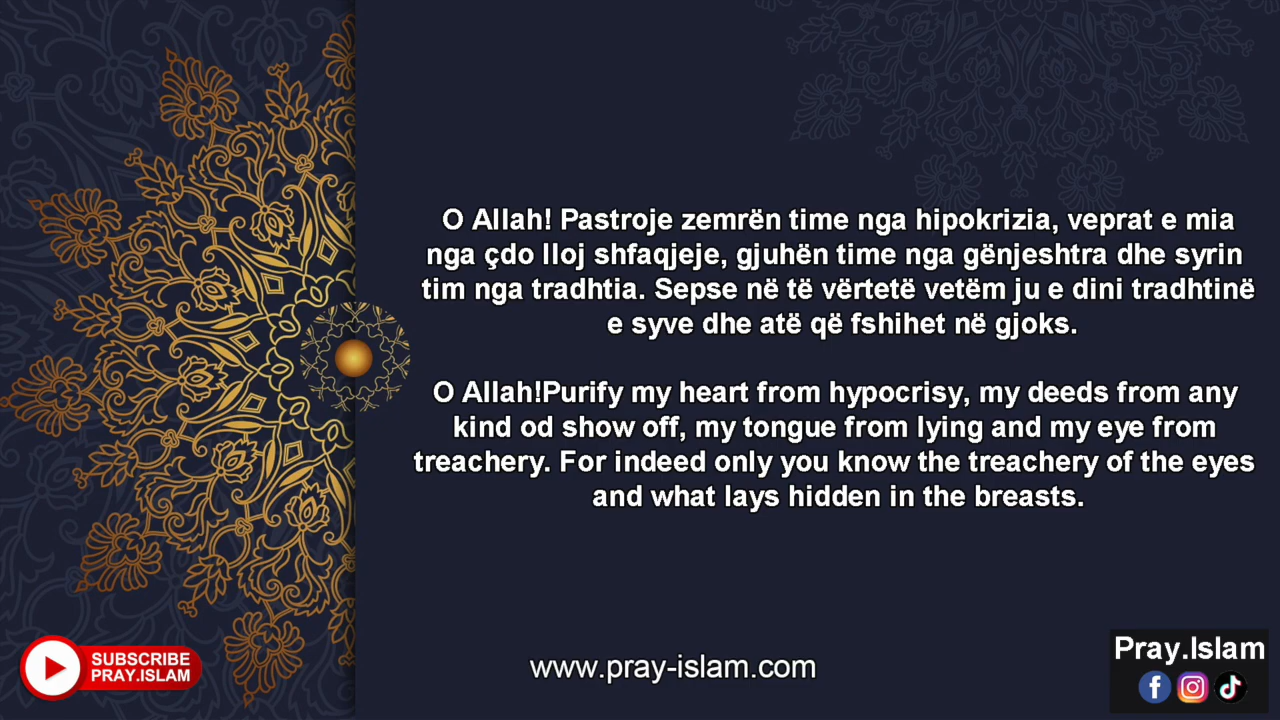 O Allah! Pastroje zemrën time nga hipokrizia, veprat e mia
nga çdo lloj shfaqjeje, gjuhën time nga gënjeshtra dhe syrin
tim nga tradhtia. Sepse në të vërtetë vetëm ju e dini tradhtinë
e syve dhe atë që fshihet në gjoks.
O Allah!Purify my heart from hypocrisy, my deeds from any
kind od show off, my tongue from lying and my eye from
treachery. For indeed only you know the treachery of the eyes
and what lays hidden in the breasts.
SUBSCRIBE
PRAY.ISLAM
www.pray-islam.com
Pray.Islam